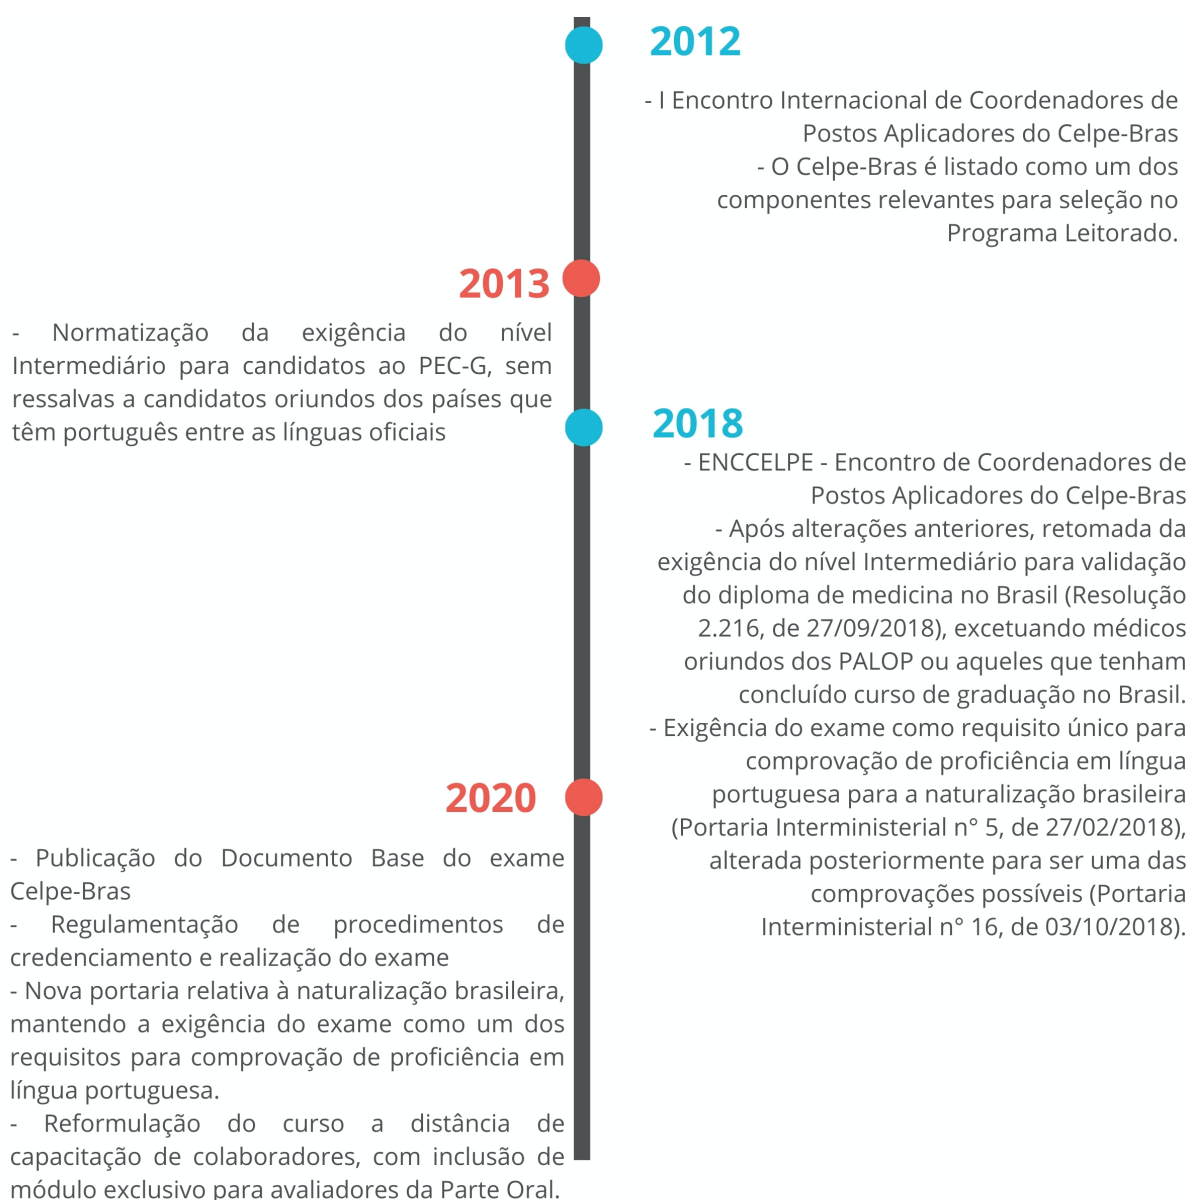 2012
- I Encontro Internacional de Coordenadores de
Postos Aplicadores do Celpe-Bras
- O Celpe-Bras é listado como um dos
componentes relevantes para seleção no
Programa Leitorado.
2013
- Normatização da exigência do nível
Intermediário para candidatos ao PEC-G, sem
ressalvas a candidatos oriundos dos países que
têm português entre as línguas oficiais
2018
- ENCCELPE - Encontro de Coordenadores de
Postos Aplicadores do Celpe-Bras
- Após alterações anteriores, retomada da
exigência do nível Intermediário para validação
do diploma de medicina no Brasil (Resolução
2.216, de 27/09/2018), excetuando médicos
oriundos dos PALOP ou aqueles que tenham
concluído curso de graduação no Brasil.
- Exigência do exame como requisito único para
comprovação de proficiência em língua
portuguesa para a naturalização brasileira
(Portaria Interministerial n° 5, de 27/02/2018),
alterada posteriormente para ser uma das
comprovações possíveis (Portaria
Interministerial n° 16, de 03/10/2018).
2020
- Publicação do Documento Base do exame
Celpe-Bras
- Regulamentação de procedimentos de
credenciamento e realização do exame
- Nova portaria relativa à naturalização brasileira,
mantendo a exigência do exame como um dos
requisitos para comprovação de proficiência em
língua portuguesa.
- Reformulação do curso a distância de
capacitação de colaboradores, com inclusão de
módulo exclusivo para avaliadores da Parte Oral.